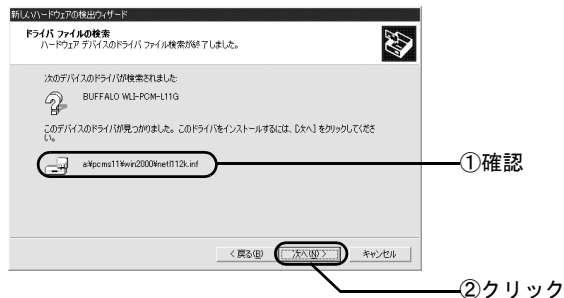 新しいハードウェアの検出ウィザード
ドライバ ファイルの検索
ハードウェア デバイスのドライバ ファイル検索が終了しました。
次のデバイスのドライバが検索されました:
BUFFALO WLI-PCM-L11G
このデバイスのドライバが見つかりました。このドライバをインストールするには、[次へ] をクリックしてくださ
い。
a:¥pcms11¥win2000¥netl112k.inf
①確認
< 戻る(B)
次へ(N) >
キャンセル
②クリック